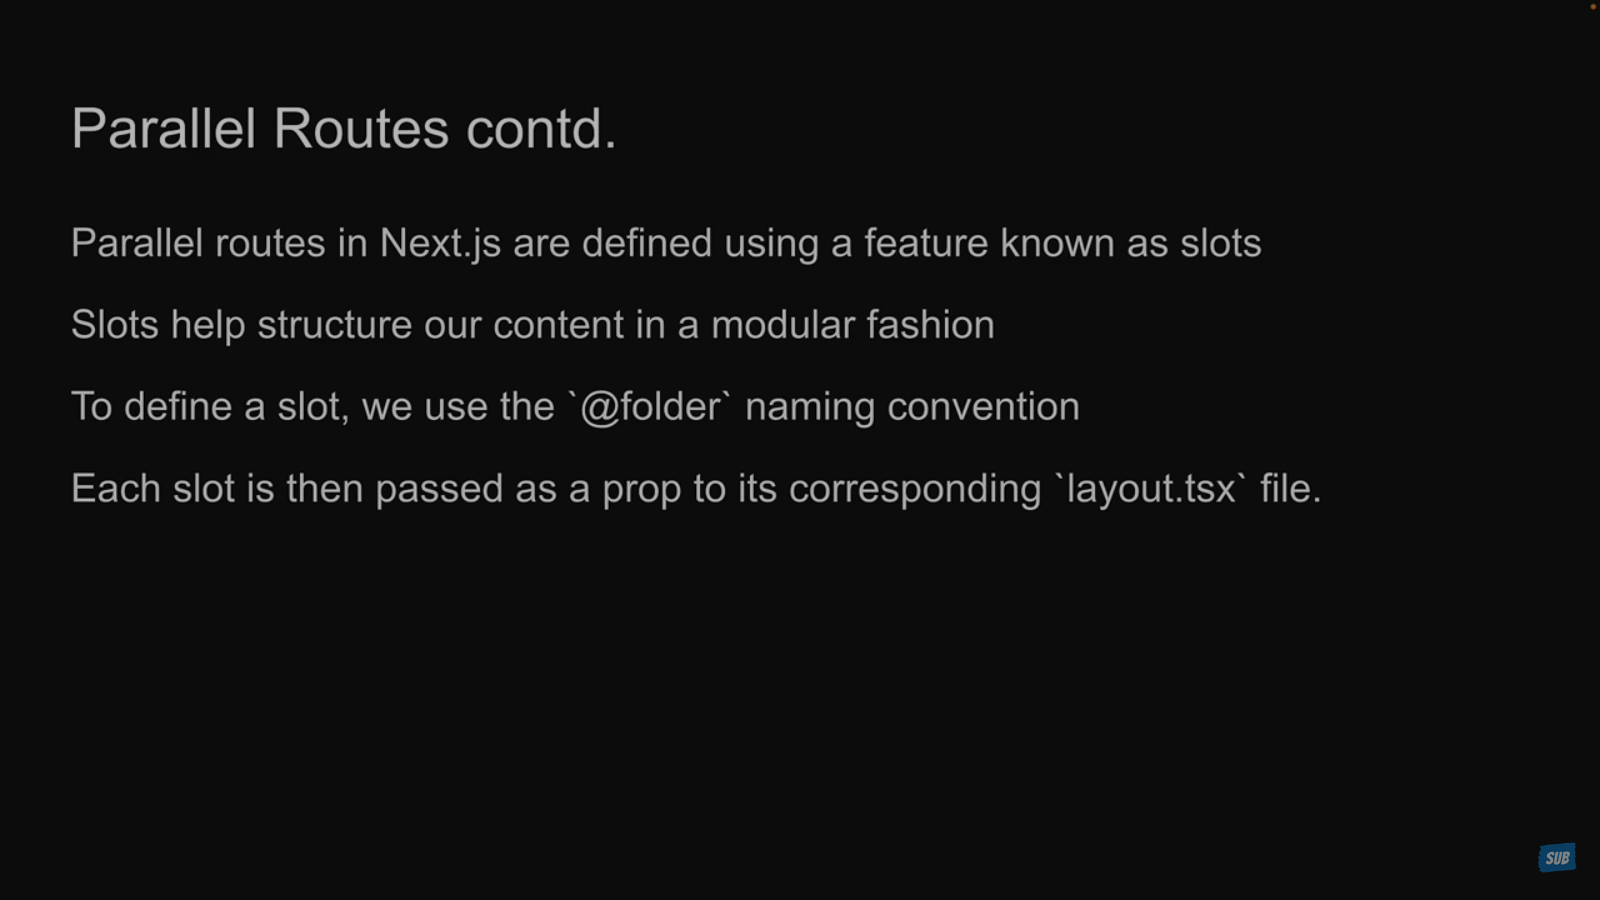 Parallel Routes contd.
Parallel routes in Next.js are defined using a feature known as slots
Slots help structure our content in a modular fashion
To define a slot, we use the `@folder` naming convention
Each slot is then passed as a prop to its corresponding `layout.tsx` file.
SUB